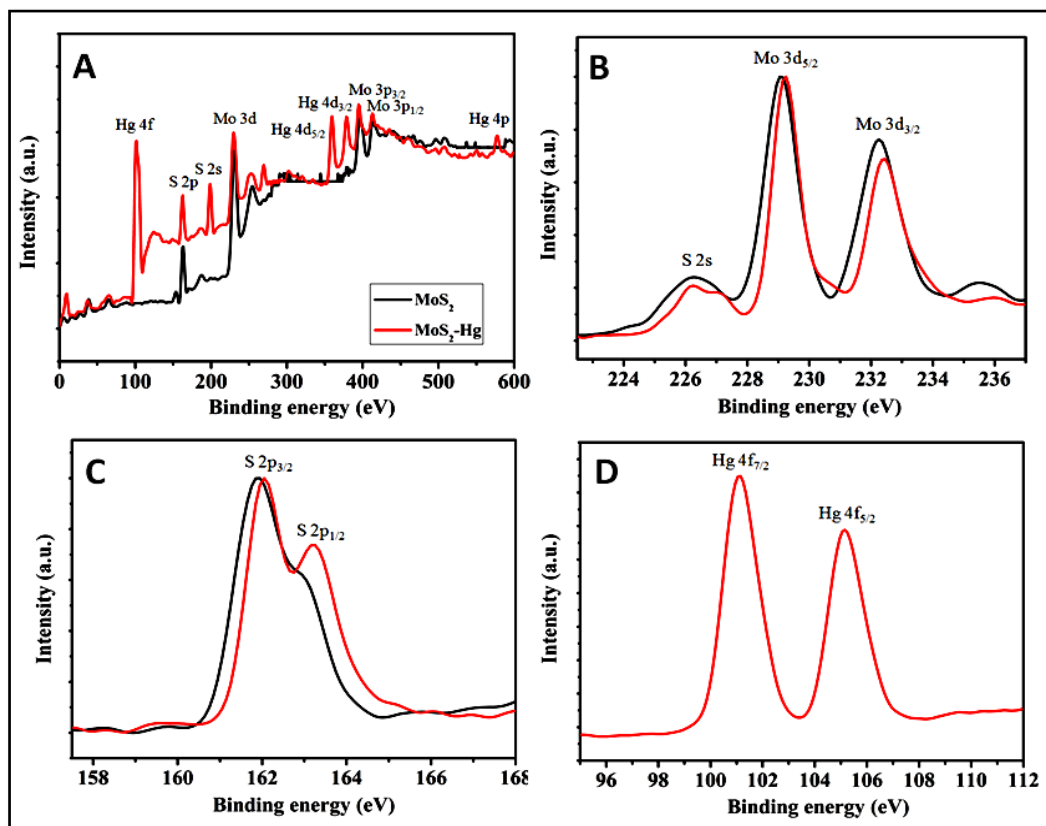 A
Hg 4f
S 2p
S 2s
Mo 3d
Hg 4d₅/₂
Hg 4d₃/₂
Mo 3p₃/₂
Mo 3p₁/₂
Hg 4p
MoS₂
MoS₂-Hg
Intensity (a.u.)
0 100 200 300 400 500 600
Binding energy (eV)
B
S 2s
Mo 3d₅/₂
Mo 3d₃/₂
Intensity (a.u.)
224 226 229 230 232 234 236
Binding energy (eV)
C
S 2p₃/₂
S 2p₁/₂
Intensity (a.u.)
158 160 162 164 166 168
Binding energy (eV)
D
Hg 4f₇/₂
Hg 4f₅/₂
Intensity (a.u.)
96 98 100 102 105 106 108 110 112
Binding energy (eV)